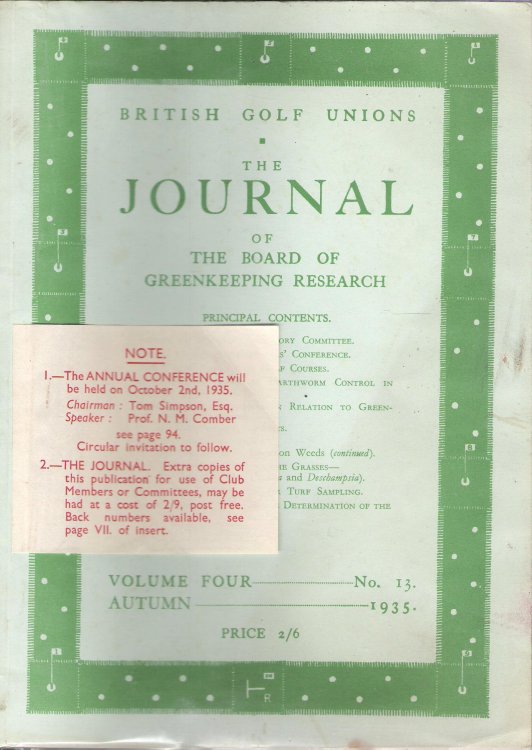 BRITISH GOLF UNIONS
THE
JOURNAL
OF
THE BOARD OF
GREENKEEPING RESEARCH
PRINCIPAL CONTENTS.
ORY COMMITTEE.
S' CONFERENCE.
F COURSES.
ARTHWORM CONTROL IN
N RELATION TO GREEN-
TS.
ON Weeds (continued).
HE GRASSES—
and Deschampsia).
R TURF SAMPLING.
DETERMINATION OF THE
NOTE.
1.—The ANNUAL CONFERENCE will
be held on October 2nd, 1935.
Chairman : Tom Simpson, Esq.
Speaker : Prof. N. M. Comber
see page 94.
Circular invitation to follow.
2.—THE JOURNAL. Extra copies of
this publication for use of Club
Members or Committees, may be
had at a cost of 2/9, post free.
Back numbers available, see
page VII. of insert.
VOLUME FOUR — No. 13.
AUTUMN — 1935.
PRICE 2/6